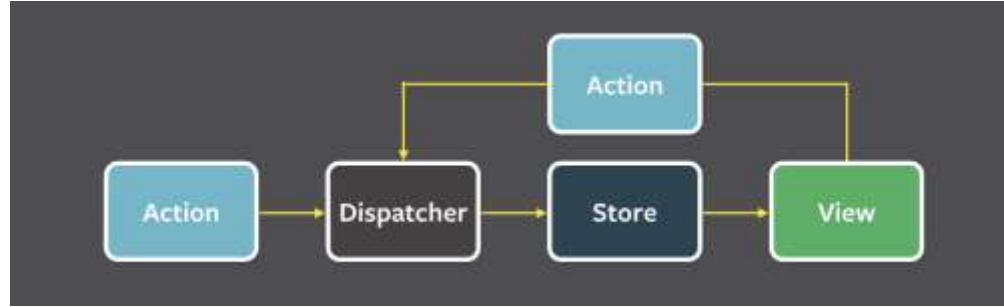 Action
Action
Dispatcher
Store
View